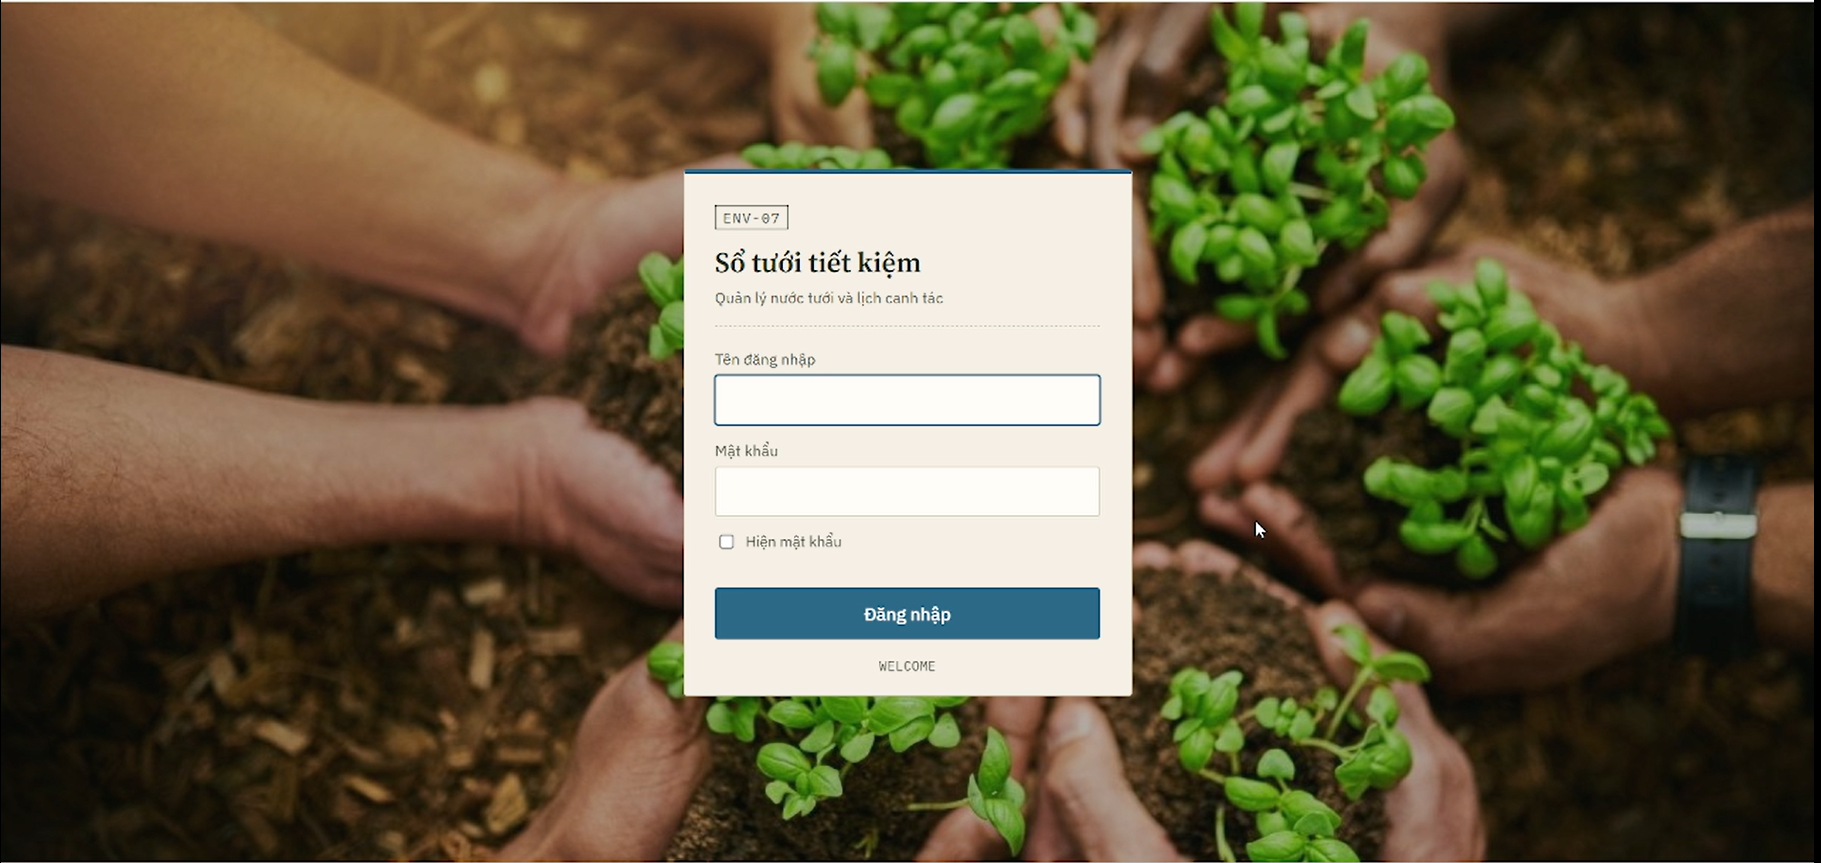 ENV-07
Sổ tưới tiết kiệm
Quản lý nước tưới và lịch canh tác
Tên đăng nhập
Mật khẩu
Hiện mật khẩu
Đăng nhập
WELCOME